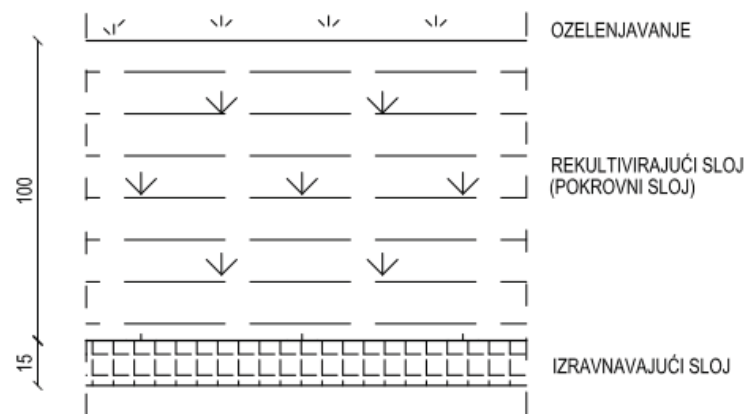 OZELENJAVANJE
100
REKULTIVIRAJUĆI SLOJ
(POKROVNI SLOJ)
15
IZRAVNAVAJUĆI SLOJ